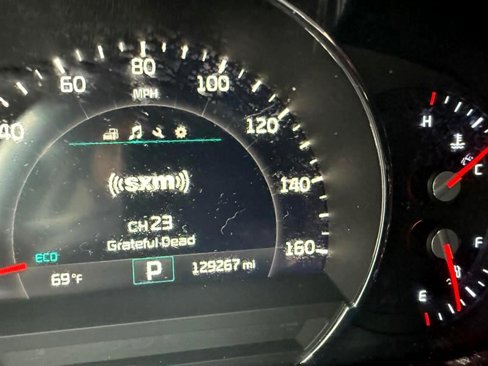 40
60
80
100
120
140
160
MPH
((sxm))
CH 23
Grateful Dead
ECO
69°F
P
129267 mi
H
C
F
E